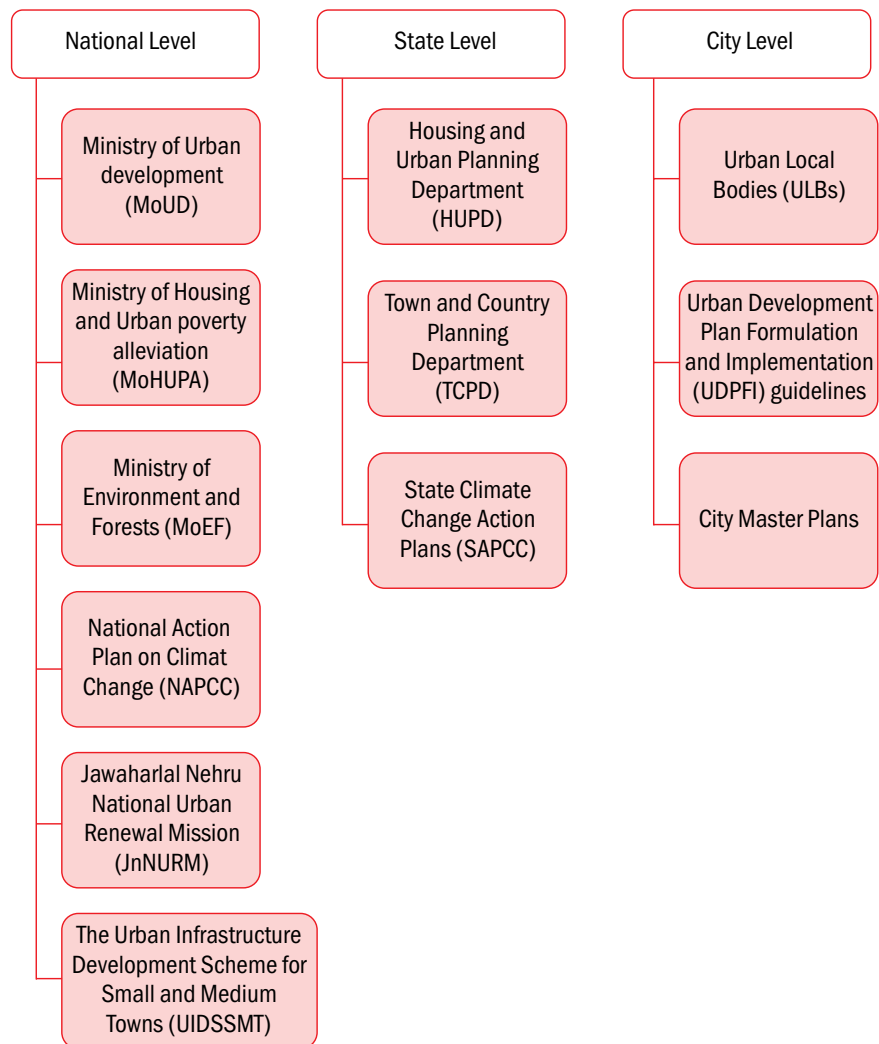 National Level
Ministry of Urban
development
(MoUD)
Ministry of Housing
and Urban poverty
alleviation
(MoHUPA)
Ministry of
Environment and
Forests (MoEF)
National Action
Plan on Climat
Change (NAPCC)
Jawaharlal Nehru
National Urban
Renewal Mission
(JnNURM)
The Urban Infrastructure
Development Scheme for
Small and Medium
Towns (UIDSSMT)
State Level
Housing and
Urban Planning
Department
(HUPD)
Town and Country
Planning
Department
(TCPD)
State Climate
Change Action
Plans (SAPCC)
City Level
Urban Local
Bodies (ULBs)
Urban Development
Plan Formulation
and Implementation
(UDPFI) guidelines
City Master Plans